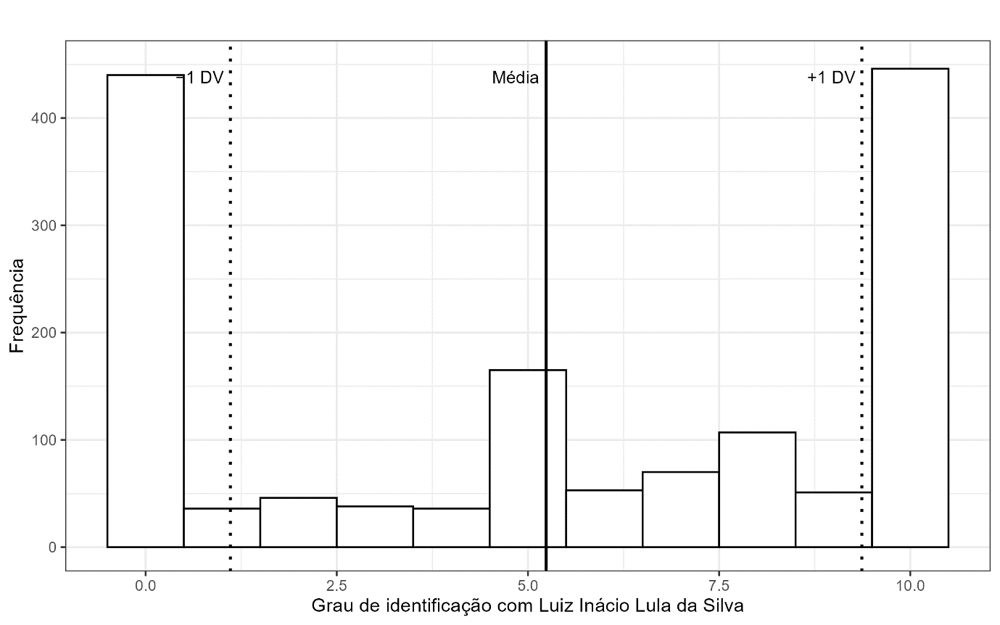 −1 DV
Média
+1 DV
Frequência
400
300
200
100
0
0.0
2.5
5.0
7.5
10.0
Grau de identificação com Luiz Inácio Lula da Silva